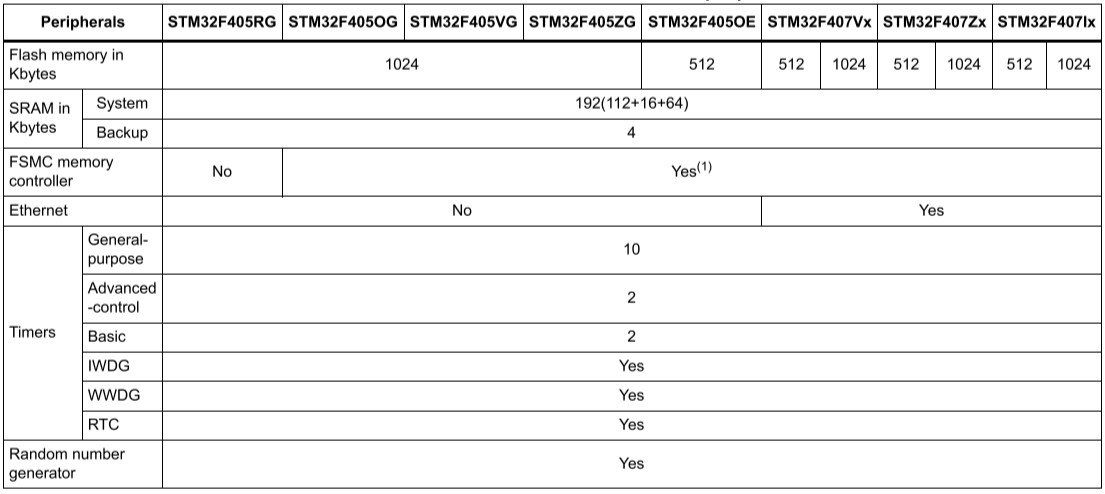 Peripherals STM32F405RG STM32F405OG STM32F405VG STM32F405ZG STM32F405OE STM32F407Vx STM32F407Zx STM32F407Ix
Flash memory in
Kbytes
1024 512 512 1024 512 1024 512 1024
SRAM in
Kbytes
System 192(112+16+64)
Backup 4
FSMC memory
controller
No Yes(1)
Ethernet No Yes
Timers
General-
purpose
10
Advanced
-control
2
Basic 2
IWDG Yes
WWDG Yes
RTC Yes
Random number
generator
Yes